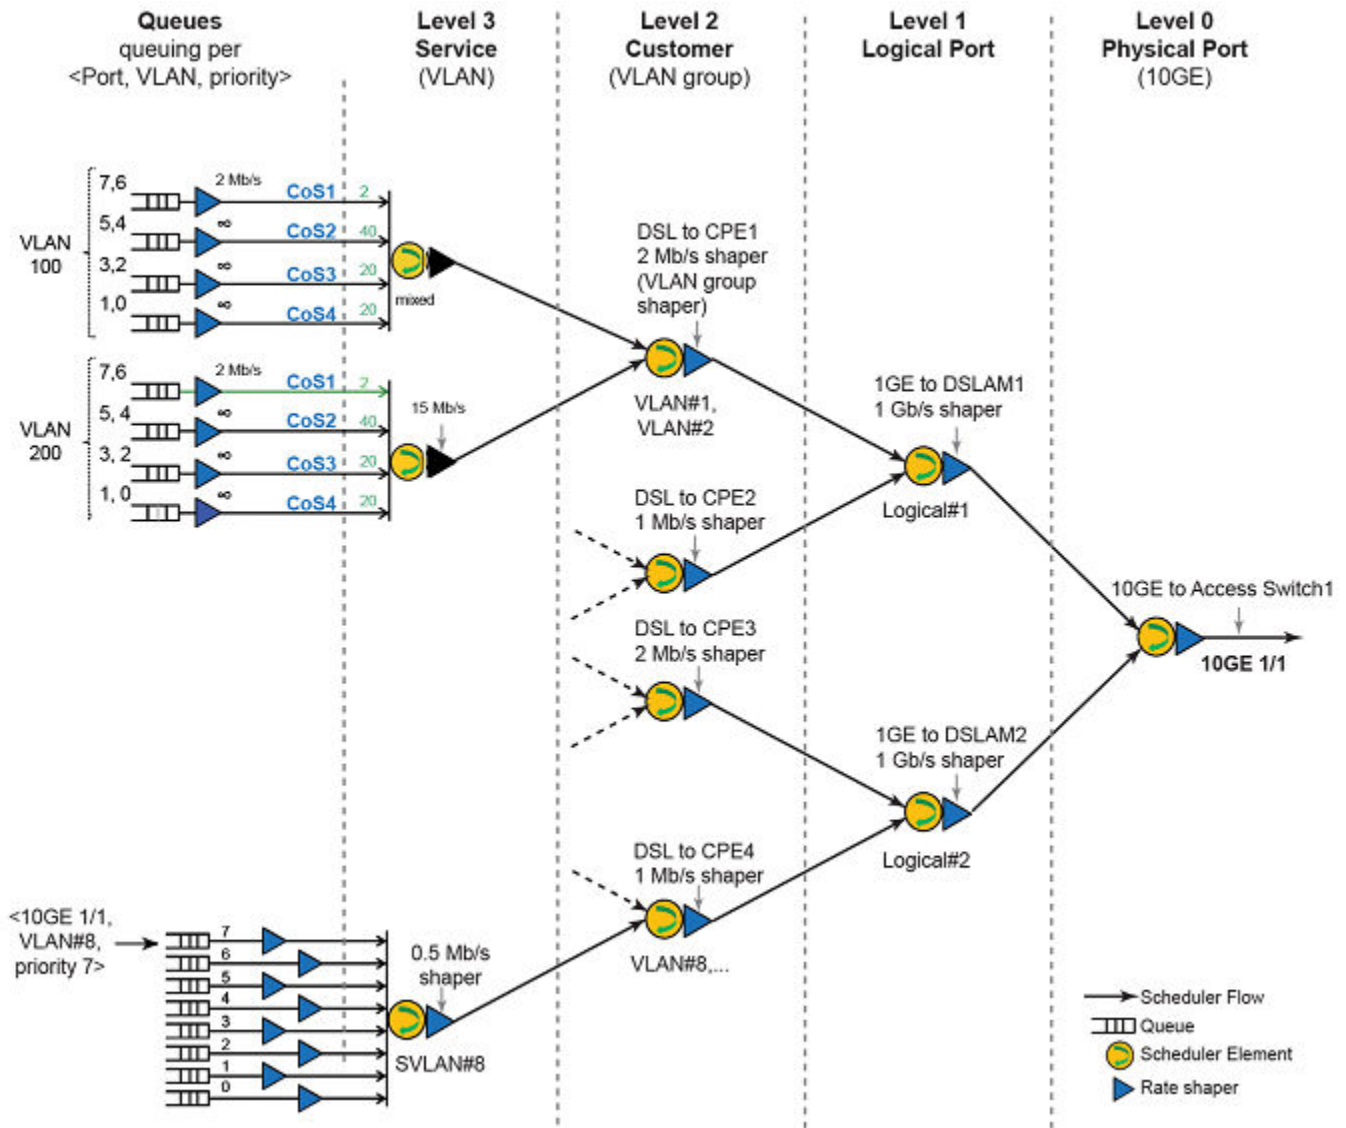 Queues
queuing per
<Port, VLAN, priority>
Level 3
Service
(VLAN)
Level 2
Customer
(VLAN group)
Level 1
Logical Port
Level 0
Physical Port
(10GE)
VLAN
100
7,6
2 Mb/s
CoS1
2
5,4
∞
CoS2
40
3,2
∞
CoS3
20
1,0
∞
CoS4
20
mixed
VLAN
200
7,6
2 Mb/s
CoS1
2
5, 4
∞
CoS2
40
3, 2
∞
CoS3
20
1, 0
∞
CoS4
20
15 Mb/s
DSL to CPE1
2 Mb/s shaper
(VLAN group
shaper)
VLAN#1,
VLAN#2
DSL to CPE2
1 Mb/s shaper
DSL to CPE3
2 Mb/s shaper
DSL to CPE4
1 Mb/s shaper
VLAN#8,...
1GE to DSLAM1
1 Gb/s shaper
Logical#1
1GE to DSLAM2
1 Gb/s shaper
Logical#2
10GE to Access Switch1
10GE 1/1
<10GE 1/1,
VLAN#8,
priority 7>
7
6
5
4
3
2
1
0
0.5 Mb/s
shaper
SVLAN#8
Scheduler Flow
Queue
Scheduler Element
Rate shaper